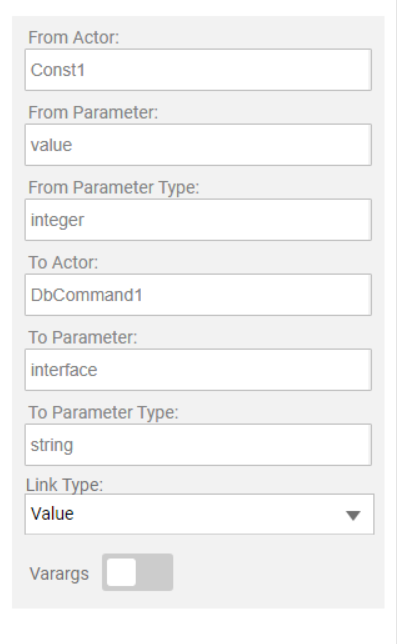 From Actor:
Const1
From Parameter:
value
From Parameter Type:
integer
To Actor:
DbCommand1
To Parameter:
interface
To Parameter Type:
string
Link Type:
Value
Varargs